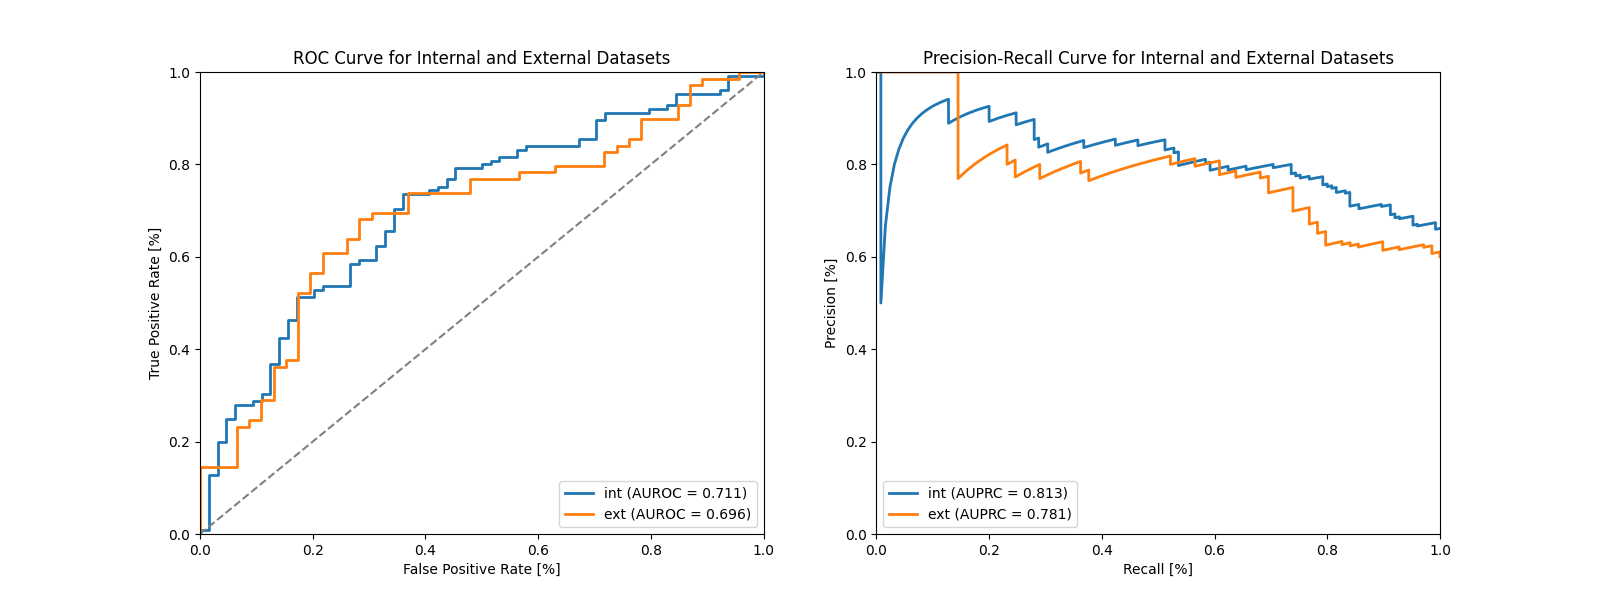 ROC Curve for Internal and External Datasets
True Positive Rate [%]
1.0
0.8
0.6
0.4
0.2
0.0
int (AUROC = 0.711)
ext (AUROC = 0.696)
0.0 0.2 0.4 0.6 0.8 1.0
False Positive Rate [%]
Precision-Recall Curve for Internal and External Datasets
Precision [%]
1.0
0.8
0.6
0.4
0.2
0.0
int (AUPRC = 0.813)
ext (AUPRC = 0.781)
0.0 0.2 0.4 0.6 0.8 1.0
Recall [%]